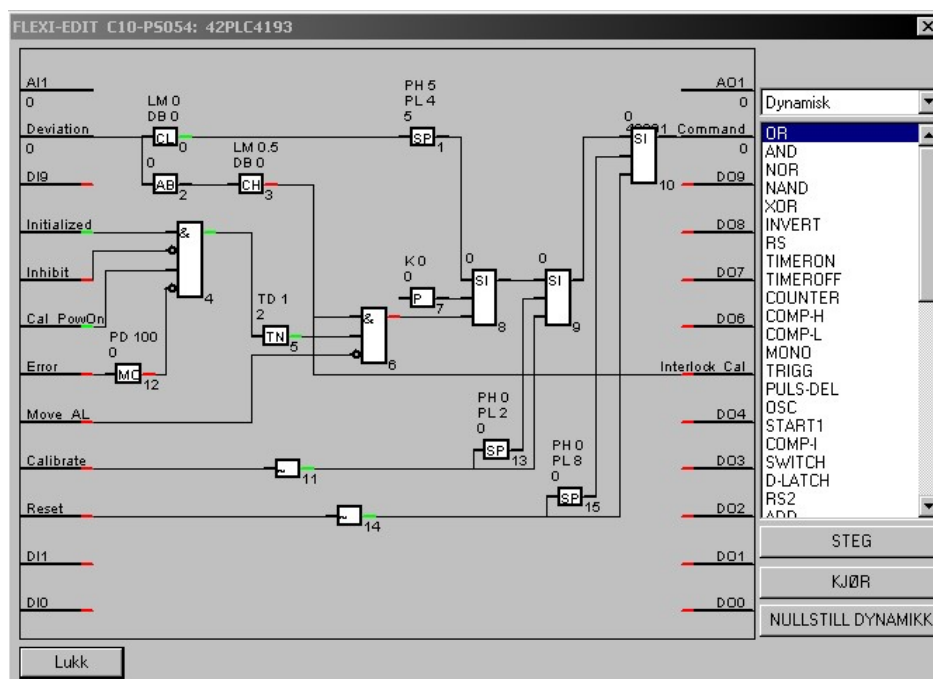 FLEXI-EDIT C10-PS054: 42PLC4193
AI1
0
Deviation
0
DI9
Initialized
Inhibit
Cal_PowOn
Error
Move_AL
Calibrate
Reset
DI1
DI0
LM 0
DB 0
CL
0
0
AB
2
LM 0.5
DB 0
CH
3
&
4
PD 100
0
MO
12
TD 1
2
TN
5
&
6
K 0
0
P
7
PH 5
PL 4
5
SP
1
0
SI
8
0
SI
9
0
SI
10
~
11
PH 0
PL 2
0
SP
13
~
14
PH 0
PL 8
0
SP
15
AO1
0
Command
0
DO9
DO8
DO7
DO6
Interlock_Cal
DO4
DO3
DO2
DO1
DO0
Dynamisk
OR
AND
NOR
NAND
XOR
INVERT
RS
TIMERON
TIMEROFF
COUNTER
COMP-H
COMP-L
MONO
TRIGG
PULS-DEL
OSC
START1
COMP-I
SWITCH
D-LATCH
RS2
ADD
STEG
KJØR
NULLSTILL DYNAMIKK
Lukk